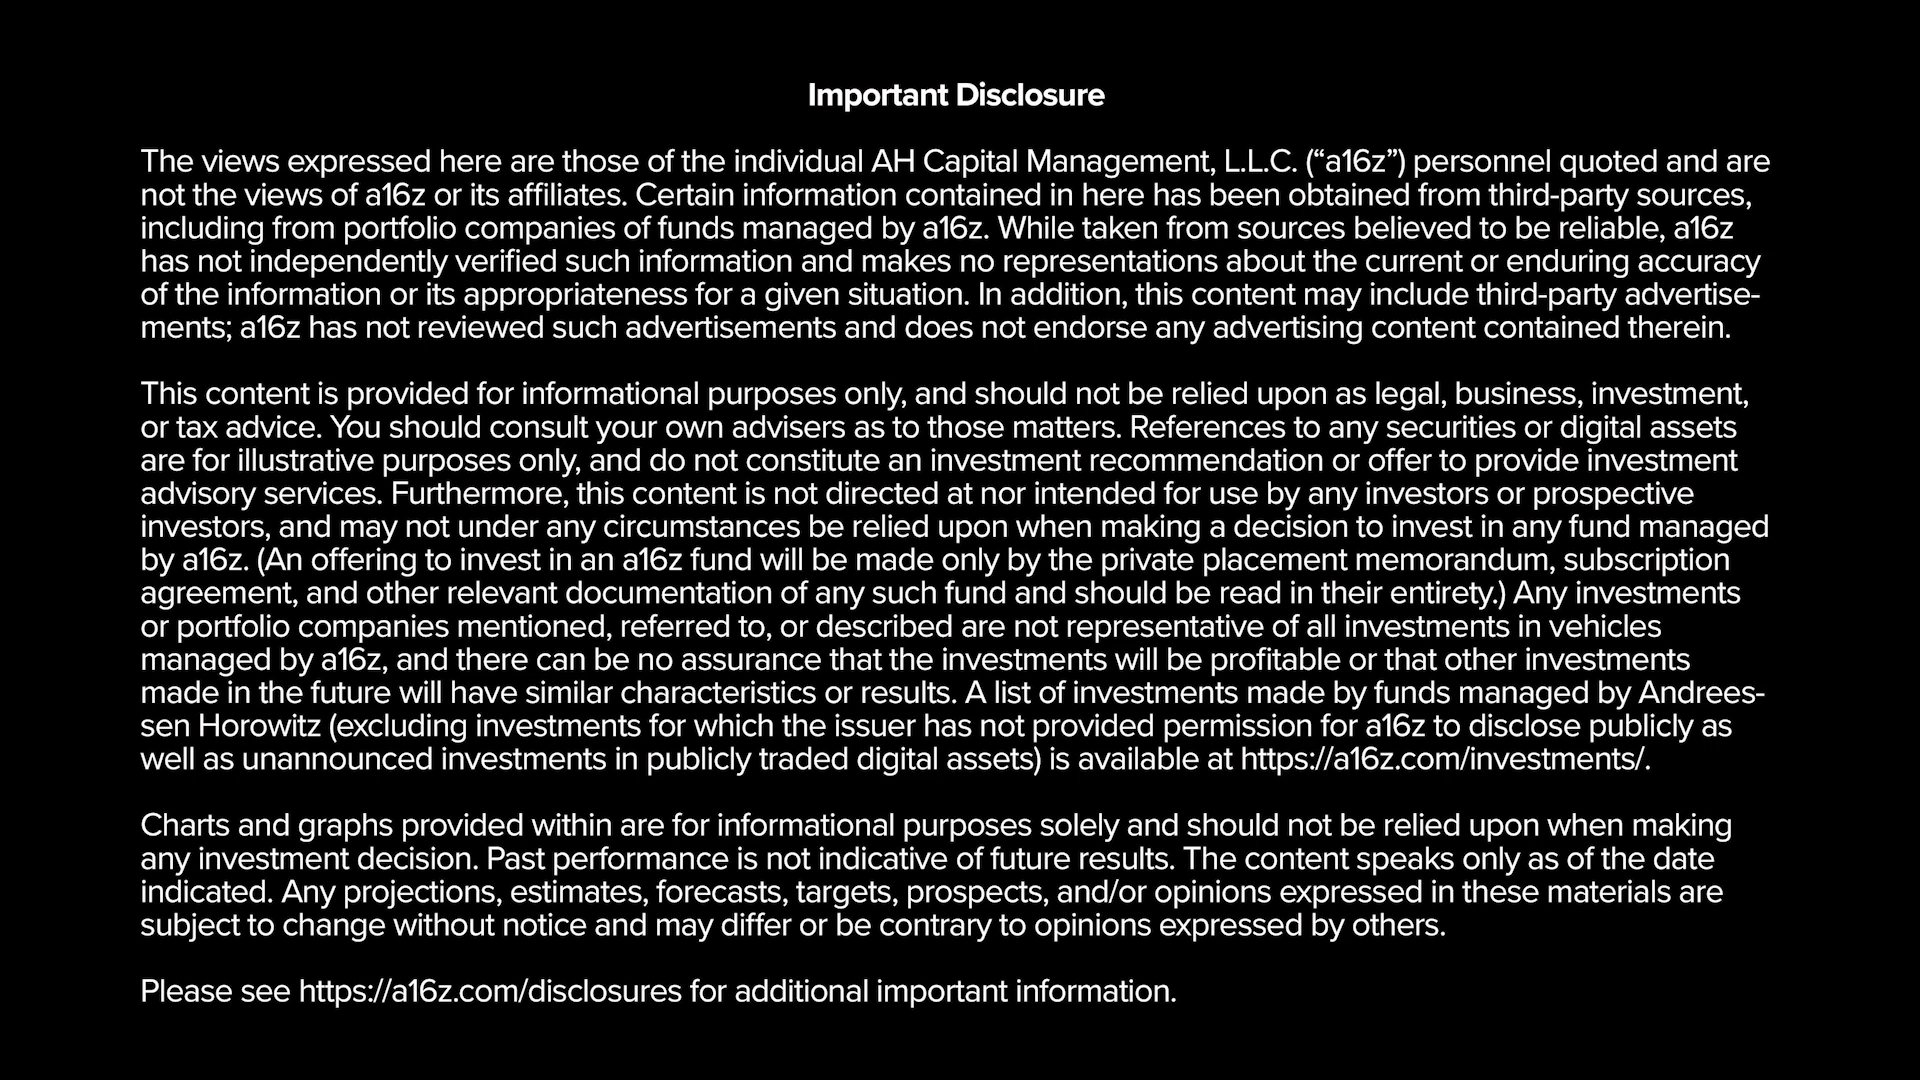 Important Disclosure
The views expressed here are those of the individual AH Capital Management, L.L.C. (“a16z”) personnel quoted and are
not the views of a16z or its affiliates. Certain information contained in here has been obtained from third-party sources,
including from portfolio companies of funds managed by a16z. While taken from sources believed to be reliable, a16z
has not independently verified such information and makes no representations about the current or enduring accuracy
of the information or its appropriateness for a given situation. In addition, this content may include third-party advertise-
ments; a16z has not reviewed such advertisements and does not endorse any advertising content contained therein.
This content is provided for informational purposes only, and should not be relied upon as legal, business, investment,
or tax advice. You should consult your own advisers as to those matters. References to any securities or digital assets
are for illustrative purposes only, and do not constitute an investment recommendation or offer to provide investment
advisory services. Furthermore, this content is not directed at nor intended for use by any investors or prospective
investors, and may not under any circumstances be relied upon when making a decision to invest in any fund managed
by a16z. (An offering to invest in an a16z fund will be made only by the private placement memorandum, subscription
agreement, and other relevant documentation of any such fund and should be read in their entirety.) Any investments
or portfolio companies mentioned, referred to, or described are not representative of all investments in vehicles
managed by a16z, and there can be no assurance that the investments will be profitable or that other investments
made in the future will have similar characteristics or results. A list of investments made by funds managed by Andrees-
sen Horowitz (excluding investments for which the issuer has not provided permission for a16z to disclose publicly as
well as unannounced investments in publicly traded digital assets) is available at https://a16z.com/investments/.
Charts and graphs provided within are for informational purposes solely and should not be relied upon when making
any investment decision. Past performance is not indicative of future results. The content speaks only as of the date
indicated. Any projections, estimates, forecasts, targets, prospects, and/or opinions expressed in these materials are
subject to change without notice and may differ or be contrary to opinions expressed by others.
Please see https://a16z.com/disclosures for additional important information.